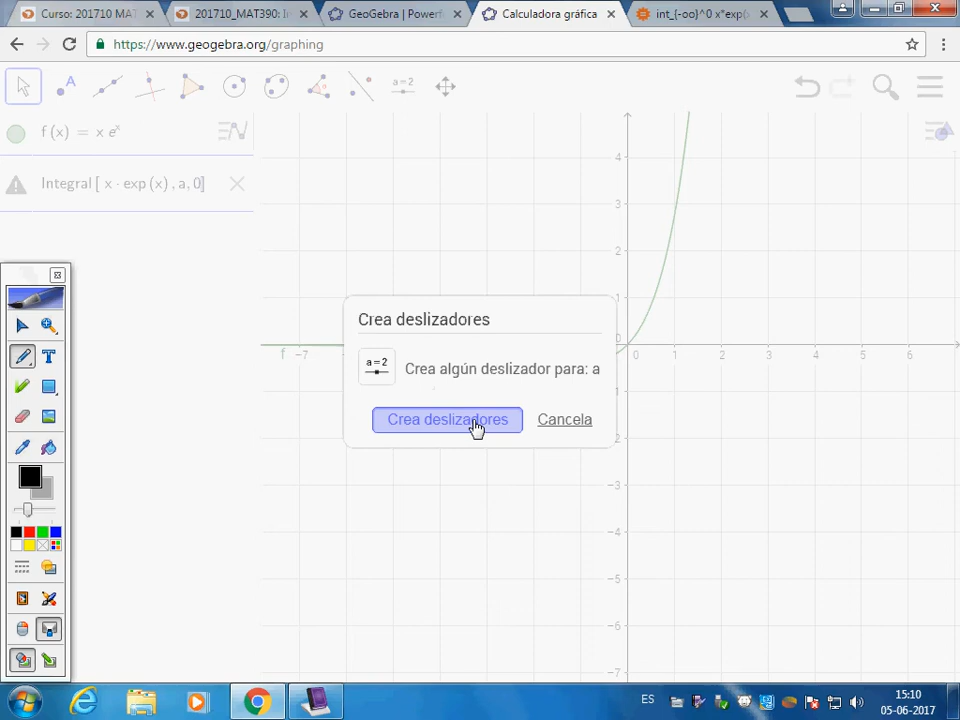 Curso: 201710 MAT
201710_MAT390: I
GeoGebra | Powerf
Calculadora gráfica
int_{-oo}^0 x*exp(x
https://www.geogebra.org/graphing
a=2
f(x) = x e^x
Integral[ x · exp(x), a, 0]
4
3
2
1
0
f
-7
0
1
2
3
4
5
6
-1
-2
-3
-4
-5
-6
-7
Crea deslizadores
a=2
Crea algún deslizador para: a
Crea deslizadores
Cancela
T
ES
15:10
05-06-2017